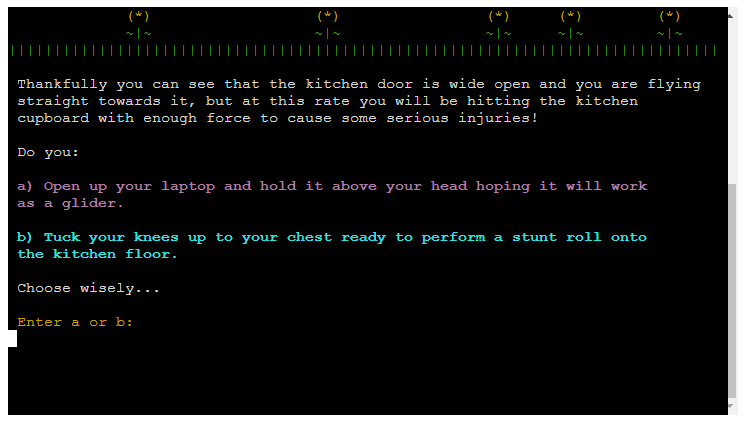 (*) (*) (*) (*) (*)
~|~ ~|~ ~|~ ~|~ ~|~
|||||||||||||||||||||||||||||||||||||||||||||||||||||||||||||||||||||||||||||||
Thankfully you can see that the kitchen door is wide open and you are flying
straight towards it, but at this rate you will be hitting the kitchen
cupboard with enough force to cause some serious injuries!
Do you:
a) Open up your laptop and hold it above your head hoping it will work
as a glider.
b) Tuck your knees up to your chest ready to perform a stunt roll onto
the kitchen floor.
Choose wisely...
Enter a or b: